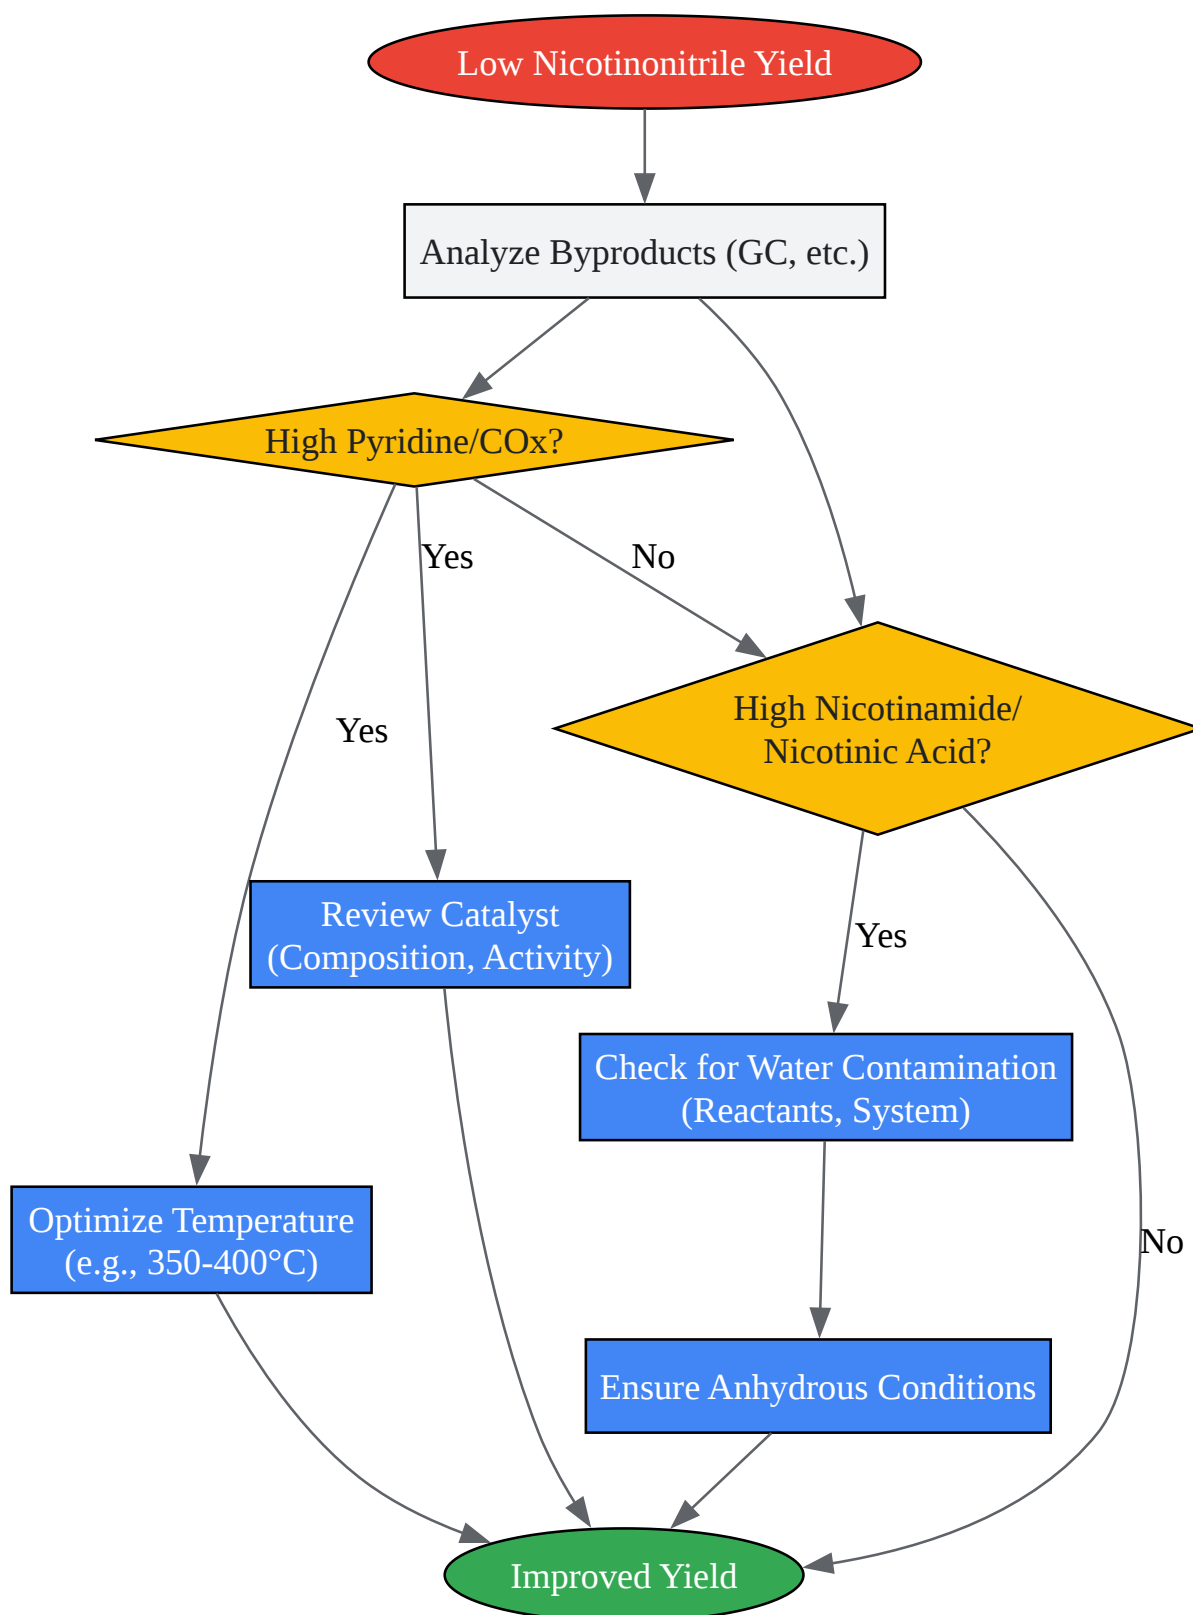 Low Nicotinonitrile Yield
Analyze Byproducts (GC, etc.)
High Pyridine/COx?
Yes
No
High Nicotinamide/
Nicotinic Acid?
Yes
Review Catalyst
(Composition, Activity)
Yes
Check for Water Contamination
(Reactants, System)
Optimize Temperature
(e.g., 350-400°C)
No
Ensure Anhydrous Conditions
Improved Yield